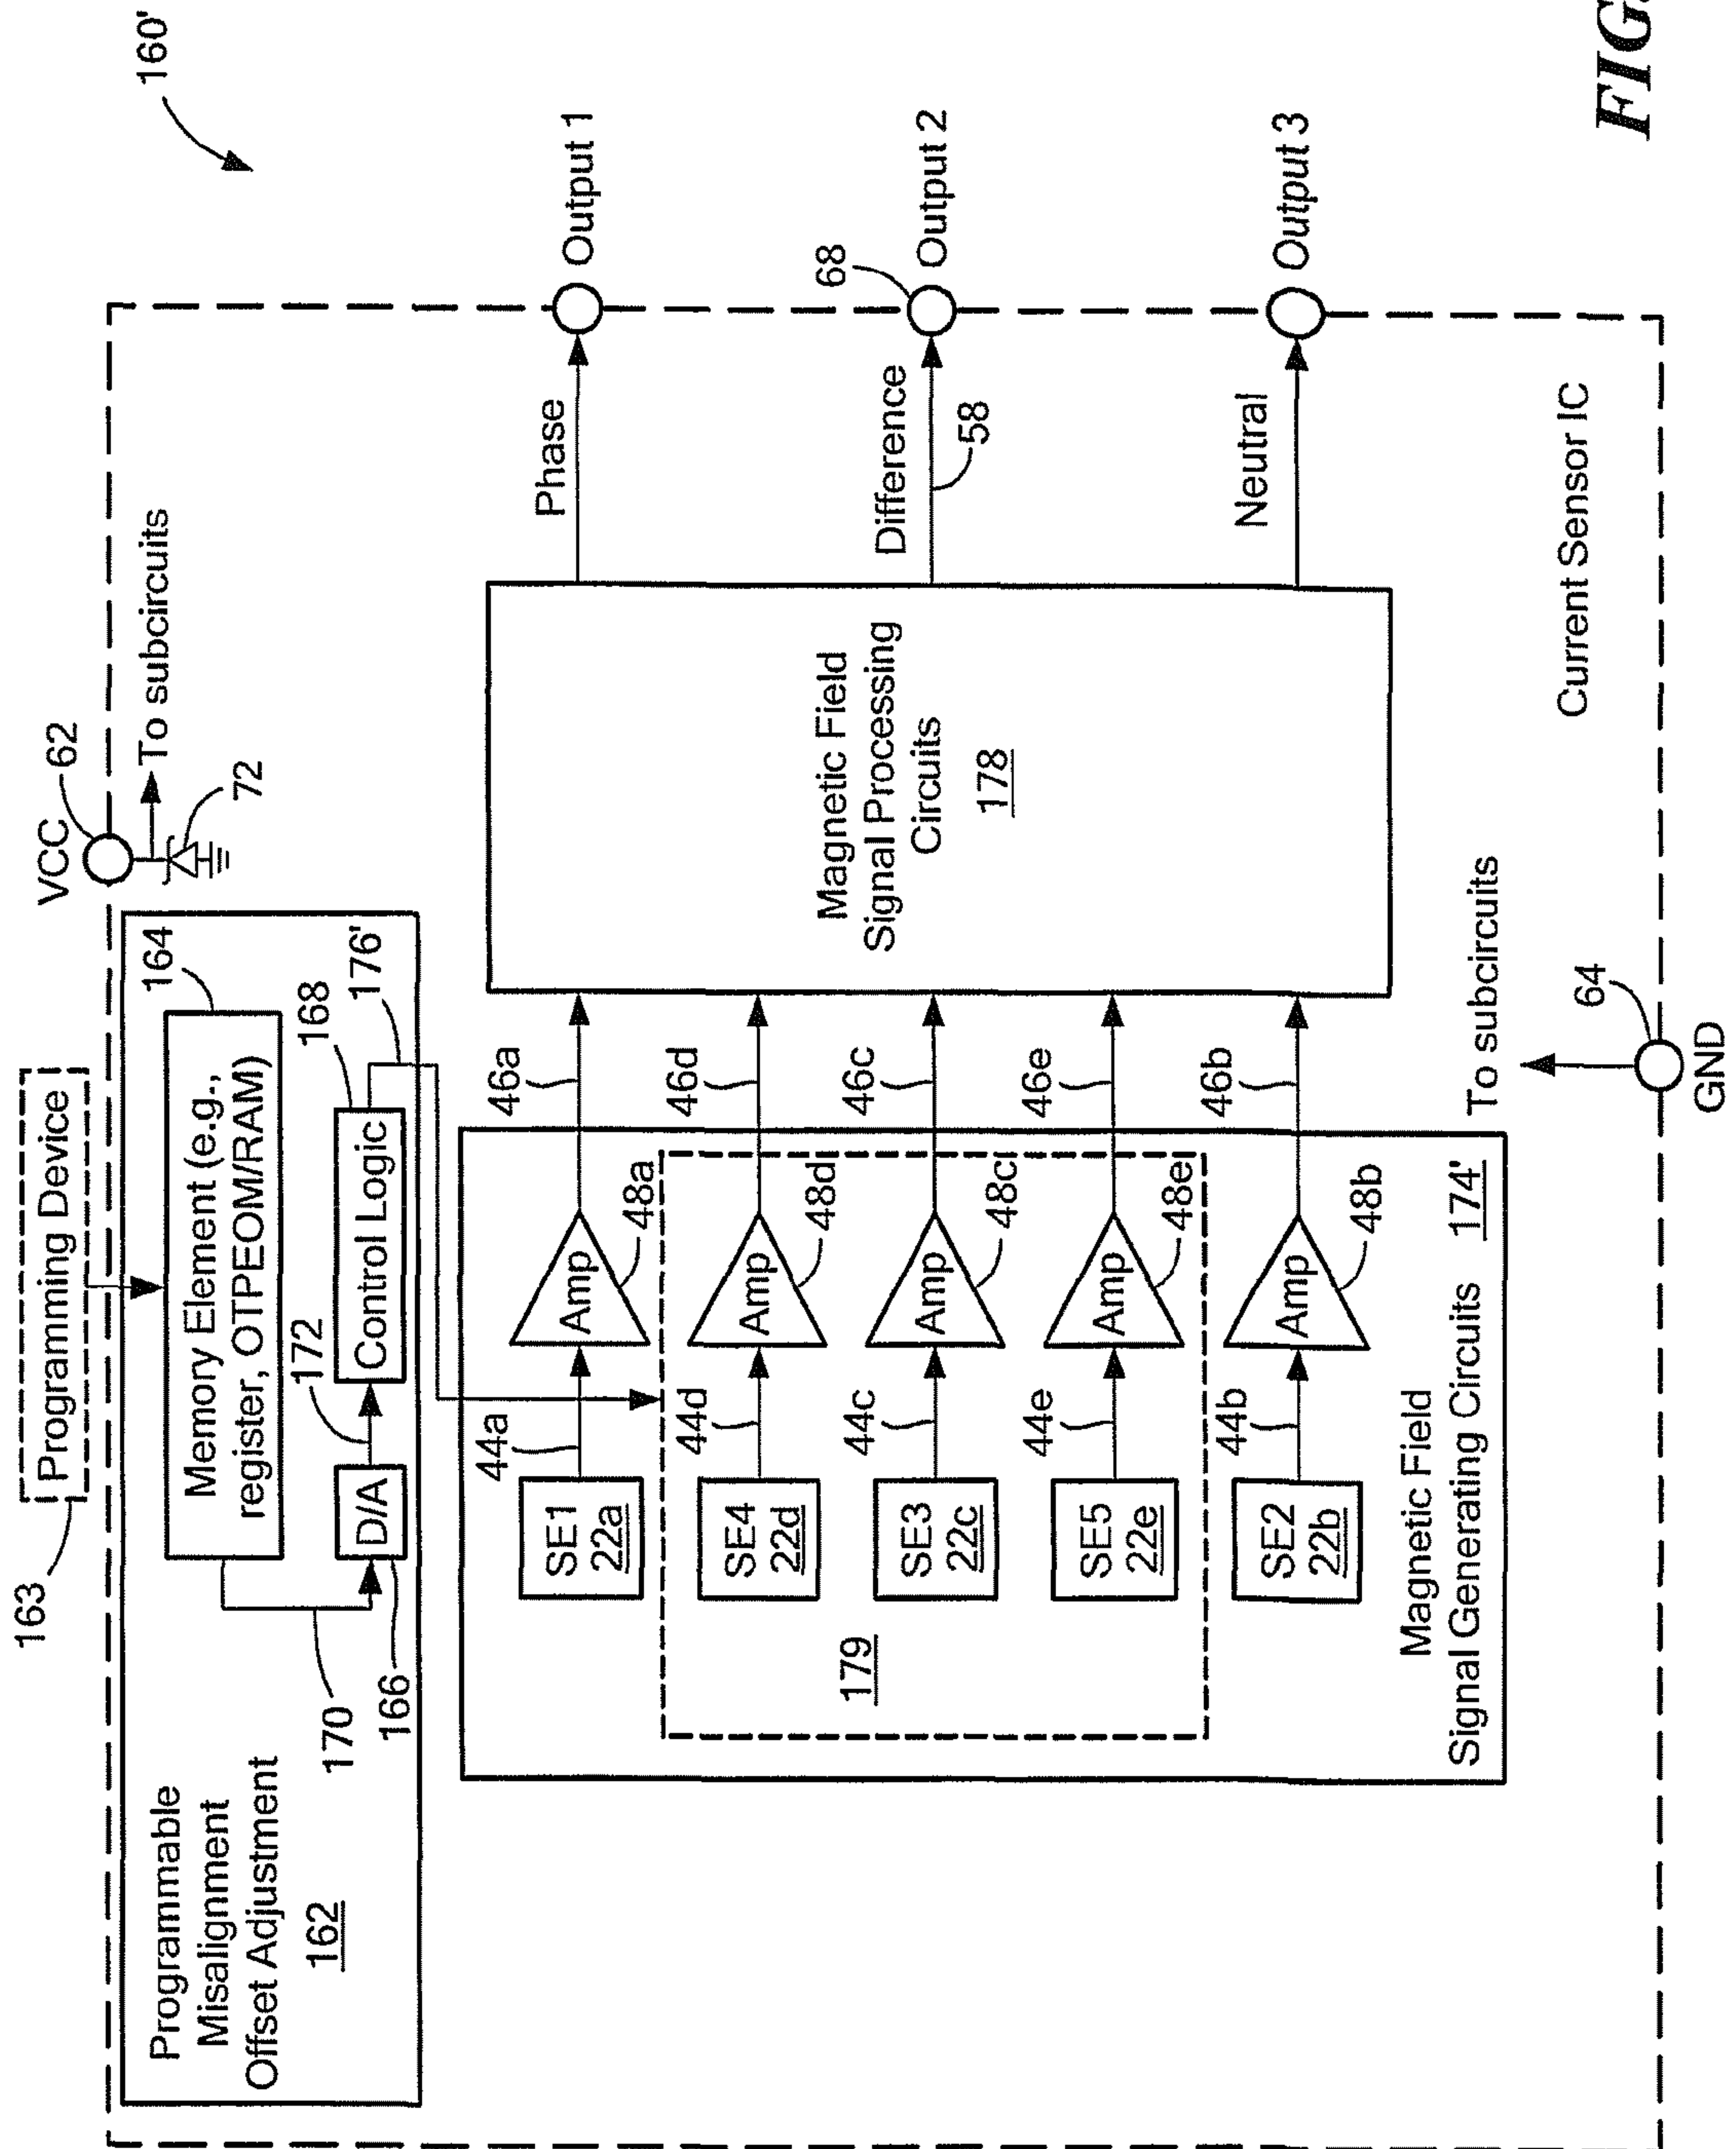 160'
163
Programming Device
VCC
62
To subcircuits
72
Programmable
Misalignment
Offset Adjustment
162
Memory Element (e.g.,
register, OTPEOM/RAM)
164
170
166
D/A
172
Control Logic
168
176'
SE1
22a
44a
Amp
48a
46a
SE4
22d
44d
Amp
48d
46d
SE3
22c
44c
Amp
48c
46c
SE5
22e
44e
Amp
48e
46e
SE2
22b
44b
Amp
48b
46b
179
Magnetic Field
Signal Generating Circuits 174'
Magnetic Field
Signal Processing
Circuits
178
Phase
Output 1
Difference
58
68
Output 2
Neutral
Output 3
To subcircuits
64
GND
Current Sensor IC
FIG.